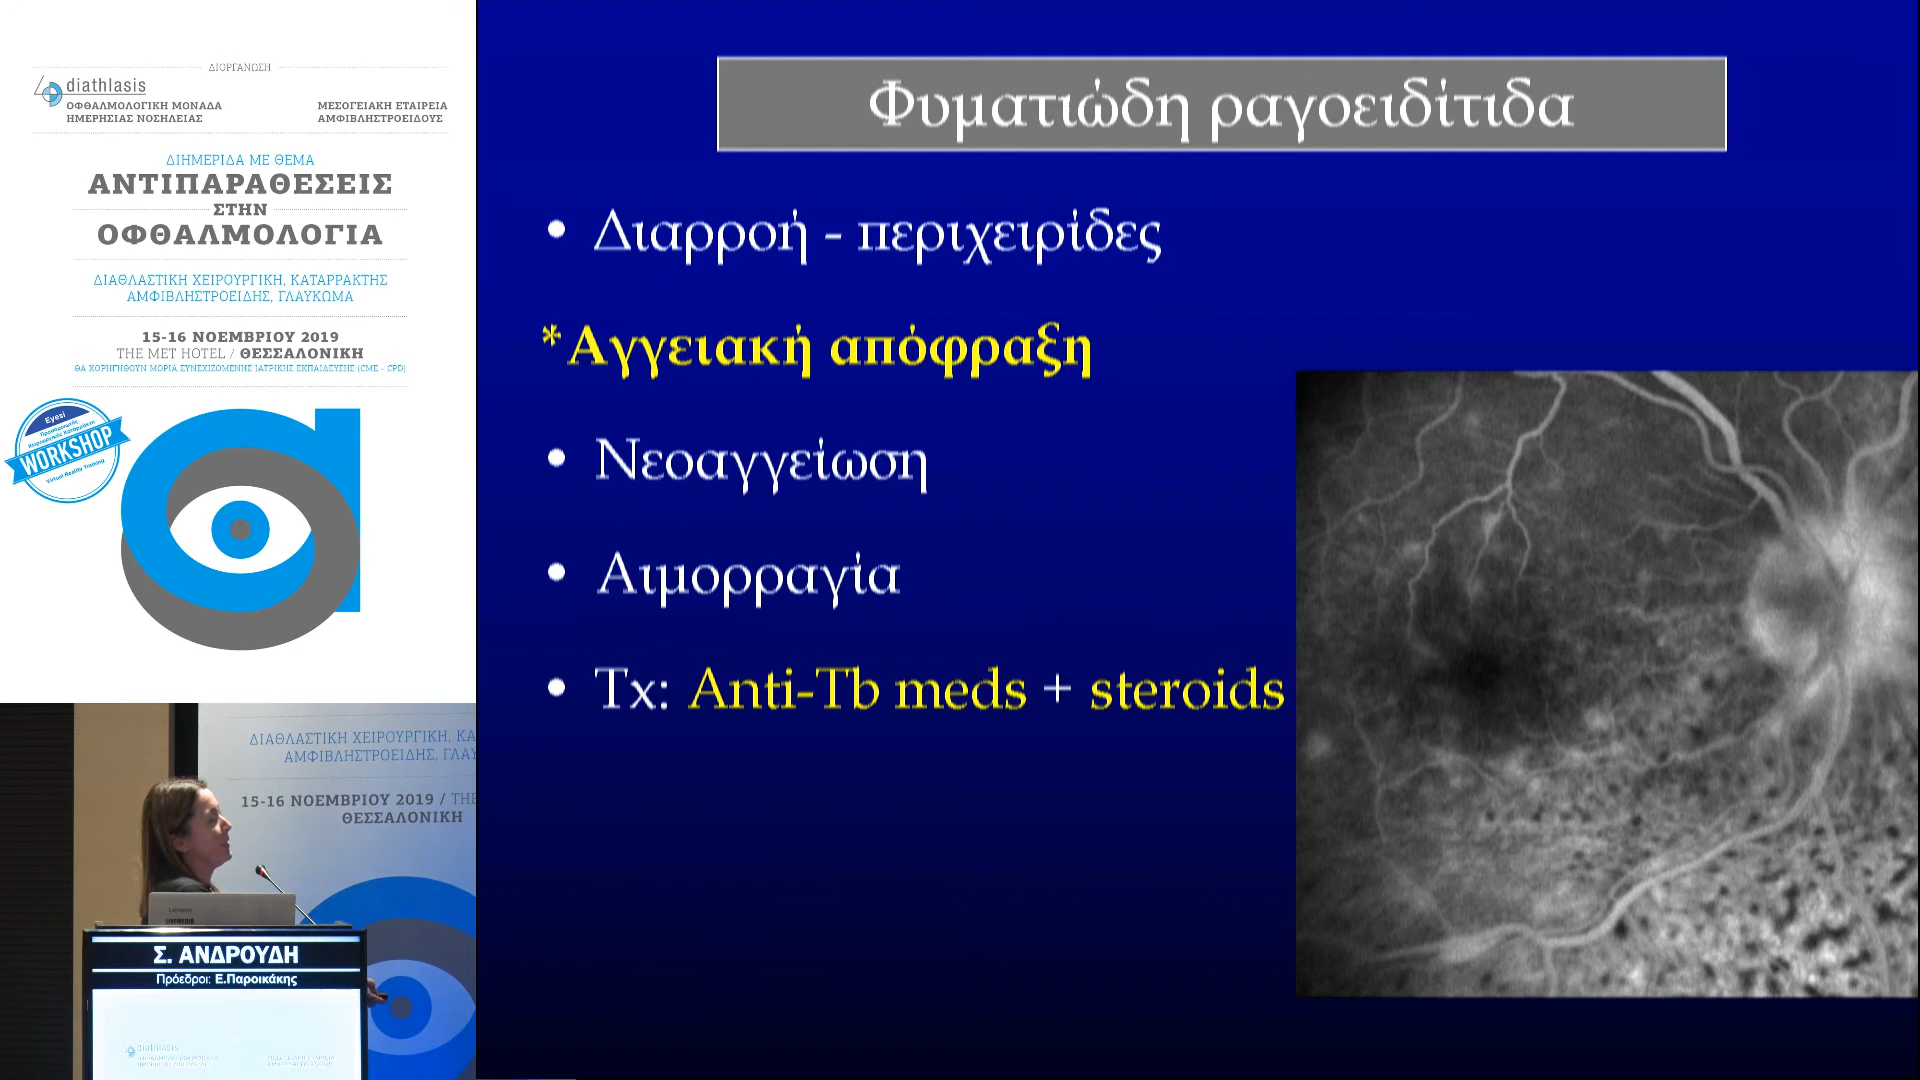 ΔΙΟΡΓΑΝΩΣΗ
diathlasis
ΟΦΘΑΛΜΟΛΟΓΙΚΗ ΜΟΝΑΔΑ
ΗΜΕΡΗΣΙΑΣ ΝΟΣΗΛΕΙΑΣ
ΜΕΣΟΓΕΙΑΚΗ ΕΤΑΙΡΕΙΑ
ΑΜΦΙΒΛΗΣΤΡΟΕΙΔΟΥΣ
ΔΙΗΜΕΡΙΔΑ ΜΕ ΘΕΜΑ
ΑΝΤΙΠΑΡΑΘΕΣΕΙΣ
ΣΤΗΝ
ΟΦΘΑΛΜΟΛΟΓΙΑ
ΔΙΑΘΛΑΣΤΙΚΗ ΧΕΙΡΟΥΡΓΙΚΗ, ΚΑΤΑΡΡΑΚΤΗΣ
ΑΜΦΙΒΛΗΣΤΡΟΕΙΔΗΣ, ΓΛΑΥΚΩΜΑ
15-16 ΝΟΕΜΒΡΙΟΥ 2019
THE MET HOTEL / ΘΕΣΣΑΛΟΝΙΚΗ
ΘΑ ΧΟΡΗΓΗΘΟΥΝ ΜΟΡΙΑ ΣΥΝΕΧΙΖΟΜΕΝΗΣ ΙΑΤΡΙΚΗΣ ΕΚΠΑΙΔΕΥΣΗΣ (CME - CPD)
Eyesi
WORKSHOP
Virtual Reality Training
Φυματιώδη ραγοειδίτιδα
• Διαρροή - περιχειρίδες
*Αγγειακή απόφραξη
• Νεοαγγείωση
• Αιμορραγία
• Tx: Anti-Tb meds + steroids
ΔΙΑΘΛΑΣΤΙΚΗ ΧΕΙΡΟΥΡΓΙΚΗ, ΚΑ
ΑΜΦΙΒΛΗΣΤΡΟΕΙΔΗΣ, ΓΛΑΥ
15-16 ΝΟΕΜΒΡΙΟΥ 2019 / THE
ΘΕΣΣΑΛΟΝΙΚΗ
Lenovo
Σ. ΑΝΔΡΟΥΔΗ
Πρόεδροι: Ε.Παροικάκης
diathlasis